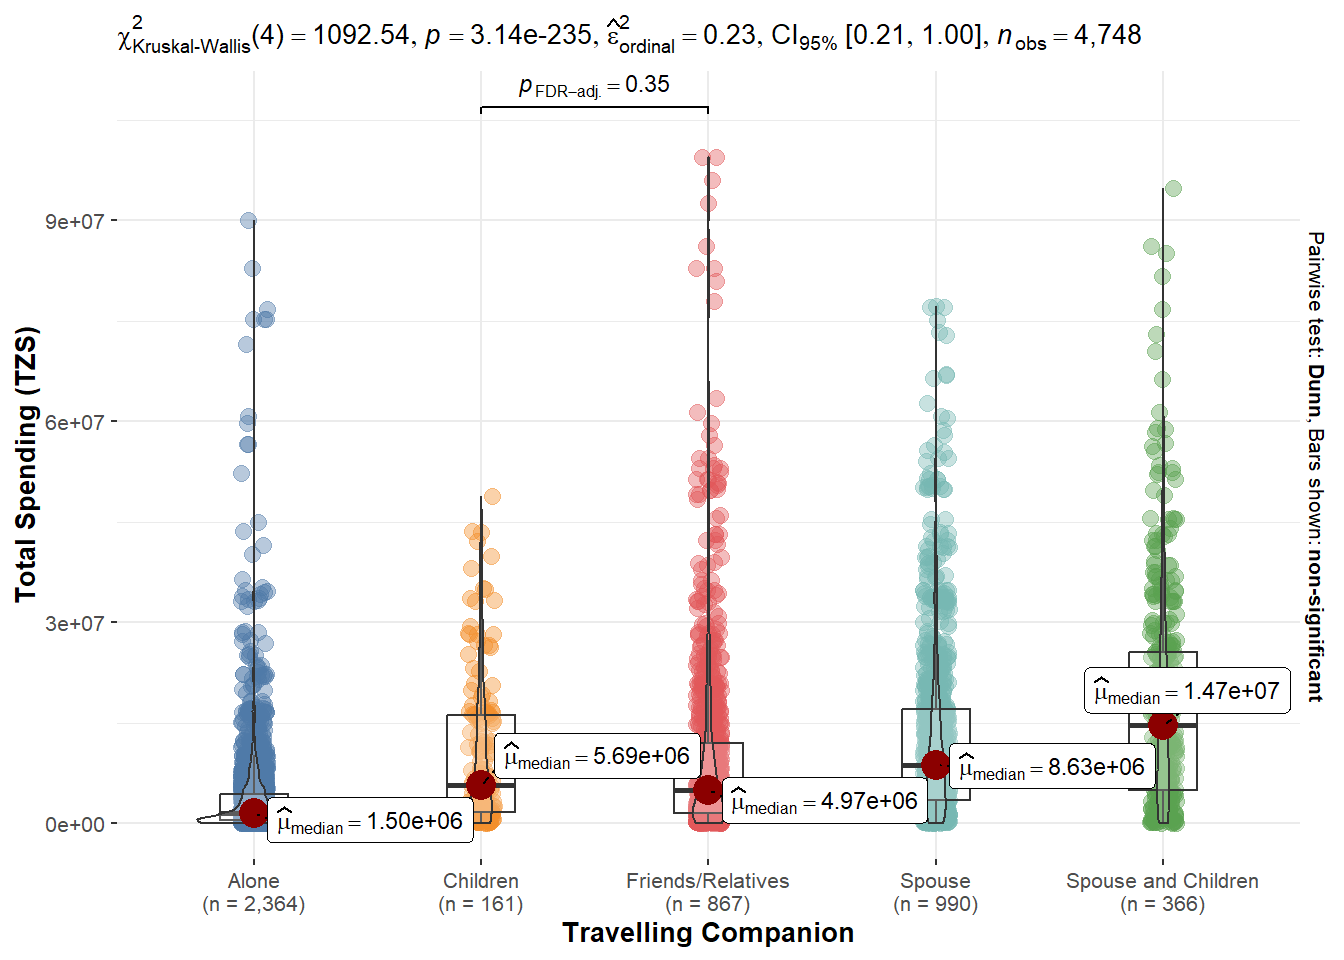 χ²Kruskal-Wallis(4) = 1092.54, p = 3.14e-235, ε̂²ordinal = 0.23, CI95% [0.21, 1.00], nobs = 4,748
pFDR−adj. = 0.35
Total Spending (TZS)
9e+07
6e+07
3e+07
0e+00
μ̂median = 1.50e+06
μ̂median = 5.69e+06
μ̂median = 4.97e+06
μ̂median = 8.63e+06
μ̂median = 1.47e+07
Pairwise test: Dunn, Bars shown: non-significant
Alone
(n = 2,364)
Children
(n = 161)
Friends/Relatives
(n = 867)
Spouse
(n = 990)
Spouse and Children
(n = 366)
Travelling Companion